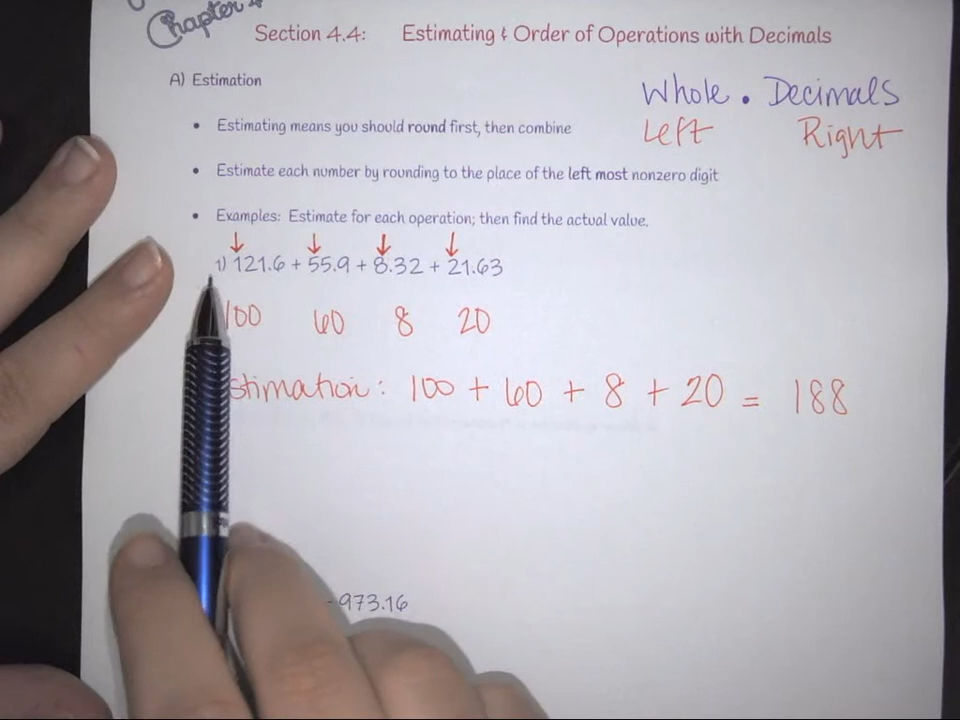 Chapter 4
Section 4.4: Estimating & Order of Operations with Decimals
A) Estimation
Whole . Decimals
Left Right
• Estimating means you should round first, then combine
• Estimate each number by rounding to the place of the left most nonzero digit
• Examples: Estimate for each operation; then find the actual value.
1) 121.6 + 55.9 + 8.32 + 21.63
100 60 8 20
stimation: 100 + 60 + 8 + 20 = 188
- 973.16